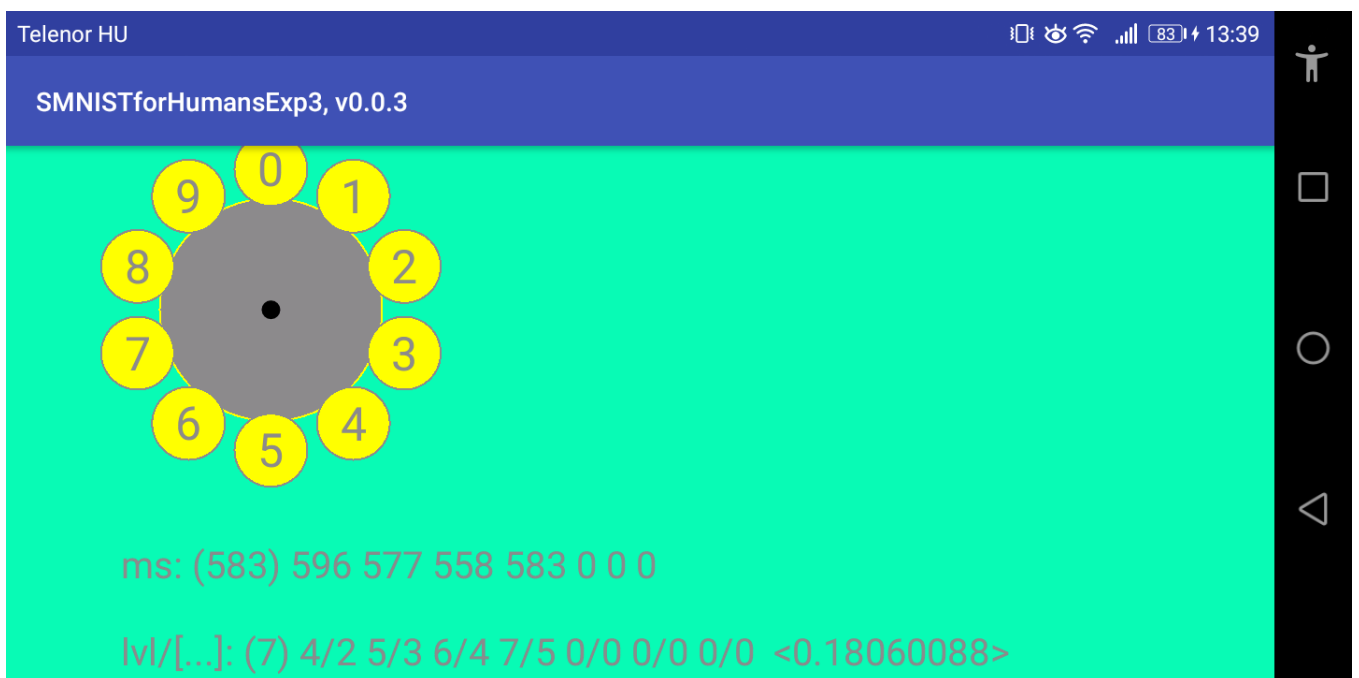 Telenor HU 83 13:39
SMNISTforHumansExp3, v0.0.3
0
9 1
8 2
7 3
6 4
5
ms: (583) 596 577 558 583 0 0 0
lvl/[...]: (7) 4/2 5/3 6/4 7/5 0/0 0/0 0/0 <0.18060088>